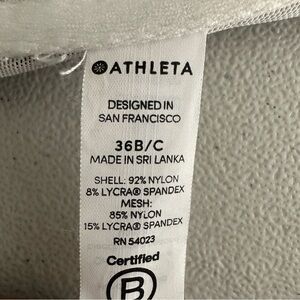 ATHLETA
DESIGNED IN
SAN FRANCISCO
36B/C
MADE IN SRI LANKA
SHELL: 92% NYLON
8% LYCRA® SPANDEX
MESH:
85% NYLON
15% LYCRA® SPANDEX
RN 54023
Certified
B